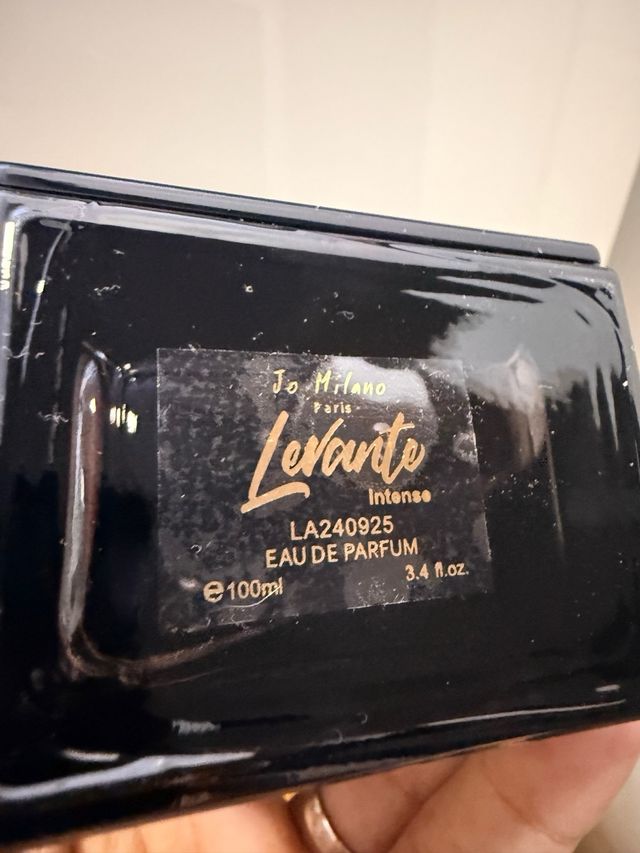 Jo Milano
Paris
Levante
Intense
LA240925
EAU DE PARFUM
e 100ml 3.4 fl.oz.